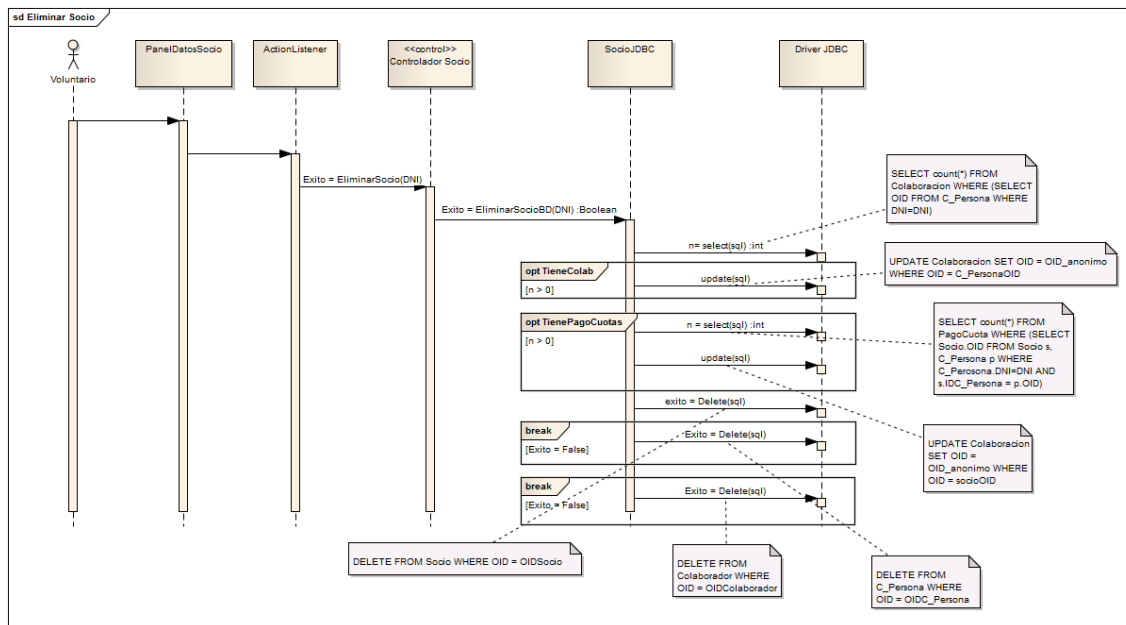 sd Eliminar Socio
Voluntario
PanelDatosSocio
ActionListener
<<control>>
Controlador Socio
SocioJDBC
Driver JDBC
Exito = EliminarSocio(DNI)
Exito = EliminarSocioBD(DNI) :Boolean
n= select(sql) :int
SELECT count(*) FROM
Colaboracion WHERE (SELECT
OID FROM C_Persona WHERE
DNI=DNI)
opt TieneColab
[n > 0]
update(sql)
UPDATE Colaboracion SET OID = OID_anonimo
WHERE OID = C_PersonaOID
opt TienePagoCuotas
[n > 0]
n = select(sql) :int
update(sql)
SELECT count(*) FROM
PagoCuota WHERE (SELECT
Socio.OID FROM Socio s,
C_Persona p WHERE
C_Perosona.DNI=DNI AND
s.IDC_Persona = p.OID)
exito = Delete(sql)
break
[Exito = False]
Exito = Delete(sql)
UPDATE Colaboracion
SET OID =
OID_anonimo WHERE
OID = socioOID
break
[Exito = False]
Exito = Delete(sql)
DELETE FROM Socio WHERE OID = OIDSocio
DELETE FROM
Colaborador WHERE
OID = OIDColaborador
DELETE FROM
C_Persona WHERE
OID = OIDC_Persona